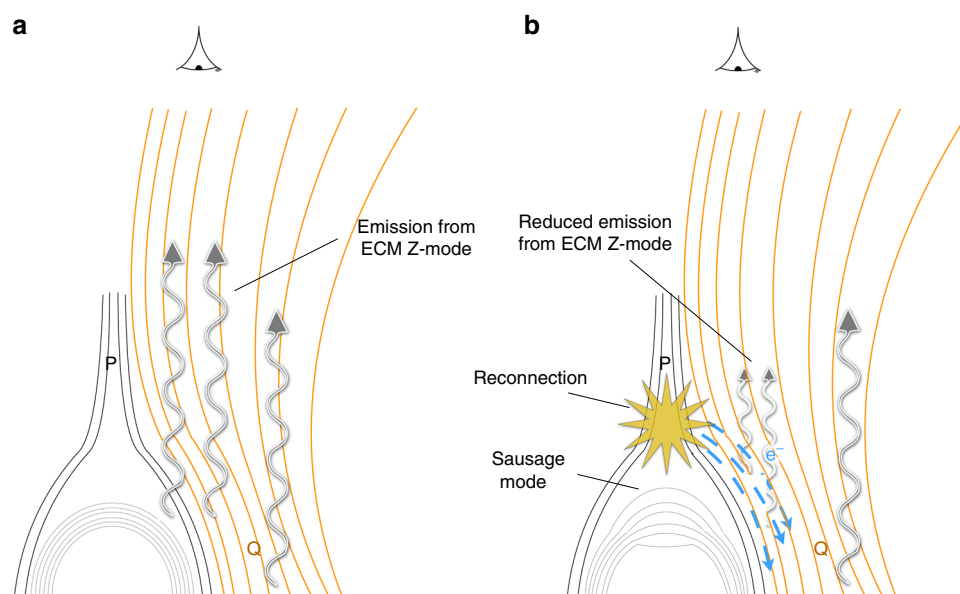 a
Emission from
ECM Z-mode
P
Q
b
Reduced emission
from ECM Z-mode
P
Reconnection
e⁻
Sausage
mode
Q